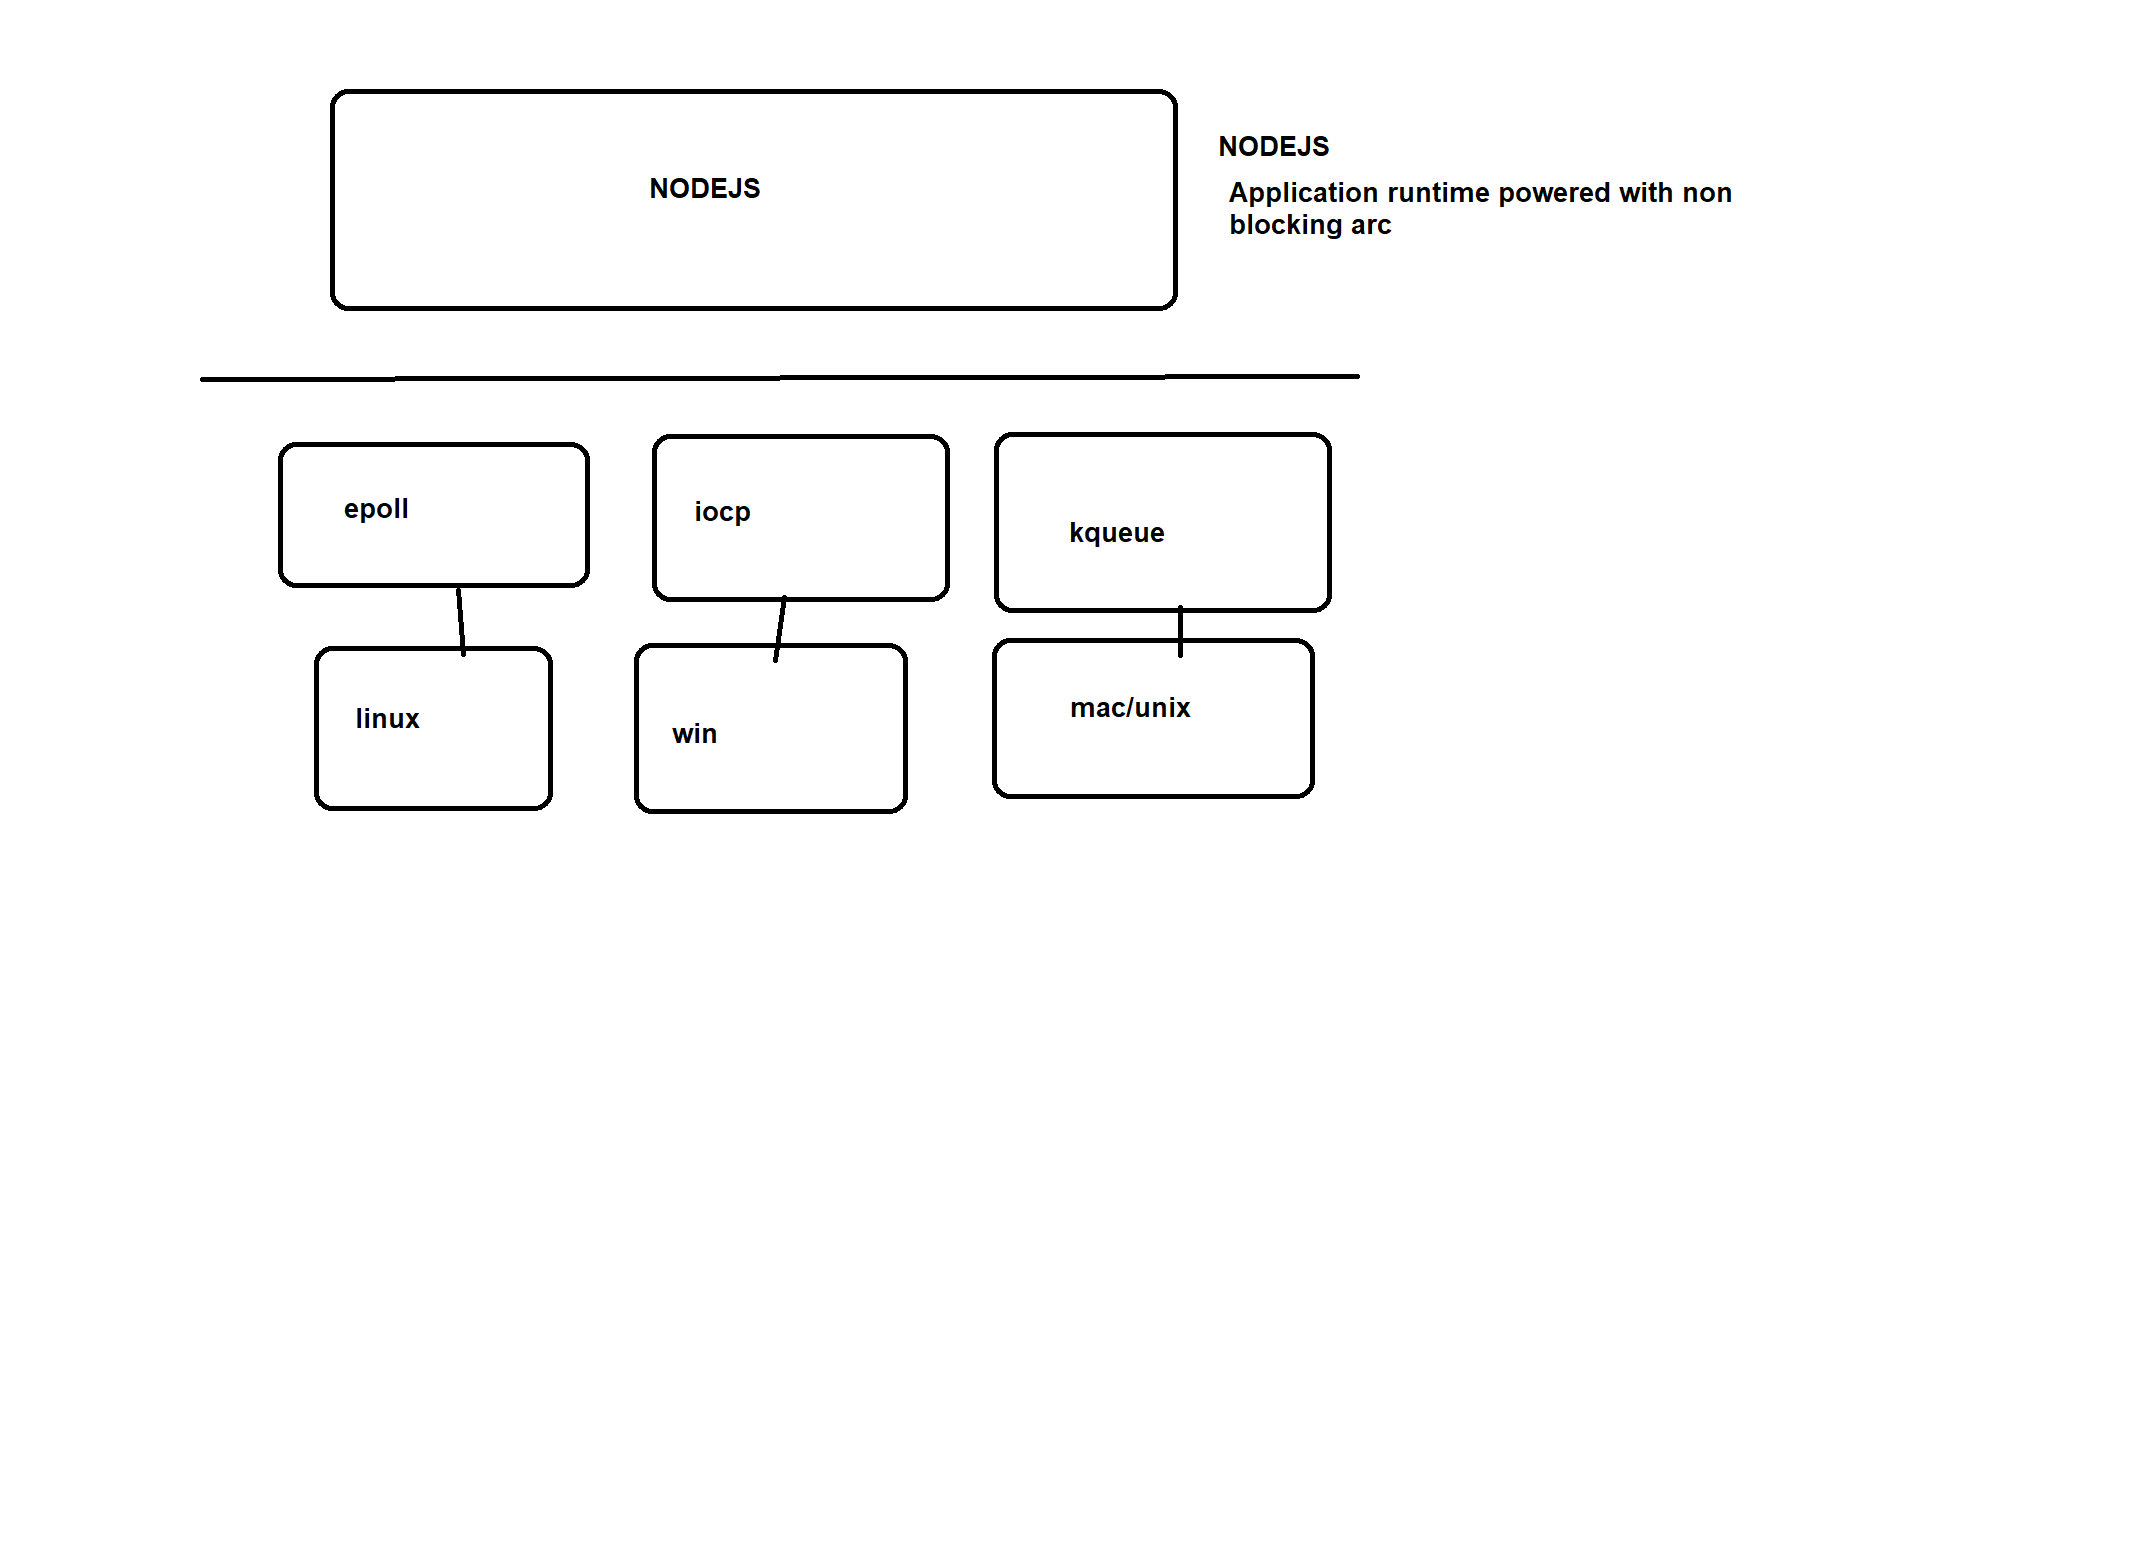 NODEJS
NODEJS
Application runtime powered with non
blocking arc
epoll
iocp
kqueue
linux
win
mac/unix